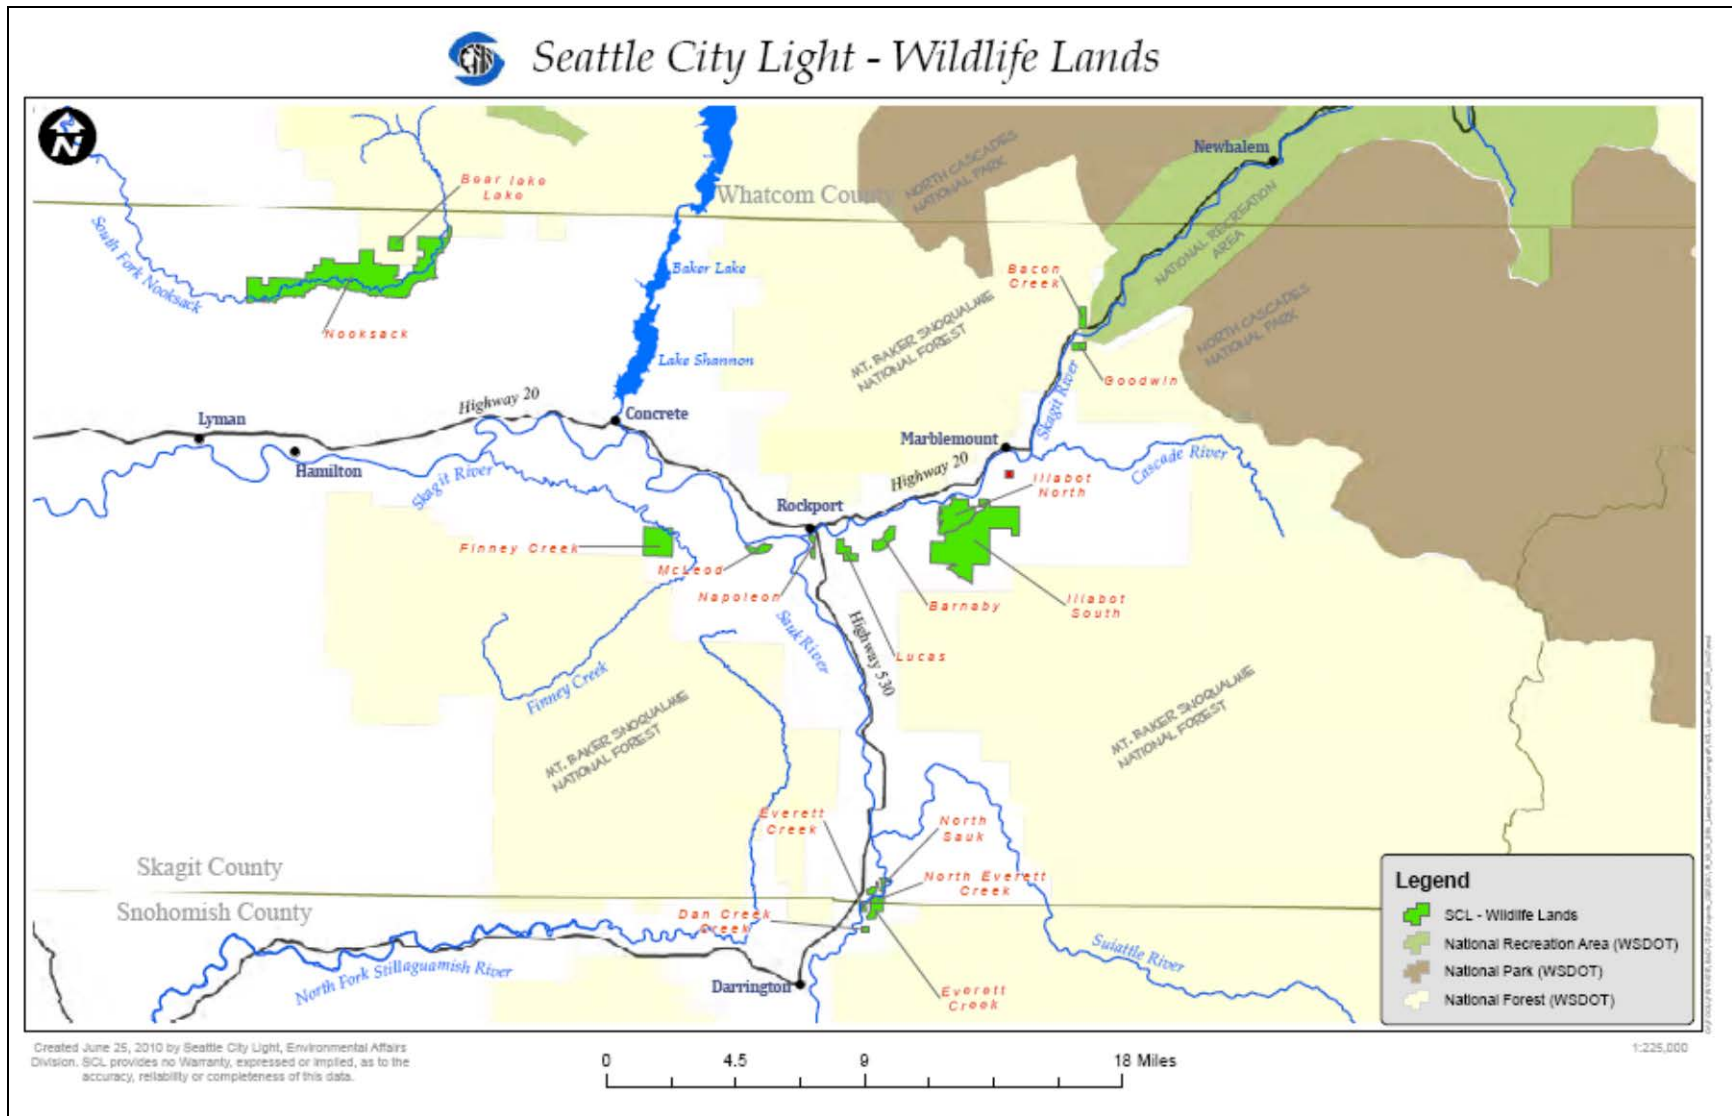 Seattle City Light - Wildlife Lands
N
Newhalem
Bear lake
Lake
NORTH CASCADES
NATIONAL PARK
Whatcom County
South Fork Nooksack
NATIONAL RECREATION
AREA
Baker Lake
Bacon
Creek
Nooksack
MT. BAKER SNOQUALME
NATIONAL FOREST
NORTH CASCADES
NATIONAL PARK
Lake Shannon
Goodwin
Skagit River
Highway 20
Lyman
Concrete
Marblemount
Hamilton
Skagit River
Highway 20
Cascade River
Illabot
North
Rockport
Finney Creek
McLeod
Napoleon
Barnaby
Illabot
South
Sauk River
Highway 530
Lucas
Finney Creek
MT. BAKER SNOQUALME
NATIONAL FOREST
MT. BAKER SNOQUALME
NATIONAL FOREST
Everett
Creek
North
Sauk
Skagit County
North Everett
Creek
Snohomish County
Dan Creek
Creek
Suiattle River
North Fork Stillaguamish River
Darrington
Everett
Creek
Legend
SCL - Wildlife Lands
National Recreation Area (WSDOT)
National Park (WSDOT)
National Forest (WSDOT)
Created June 25, 2010 by Seattle City Light, Environmental Affairs
Division. SCL provides no Warranty, expressed or implied, as to the
accuracy, reliability or completeness of this data.
0 4.5 9 18 Miles
1:225,000